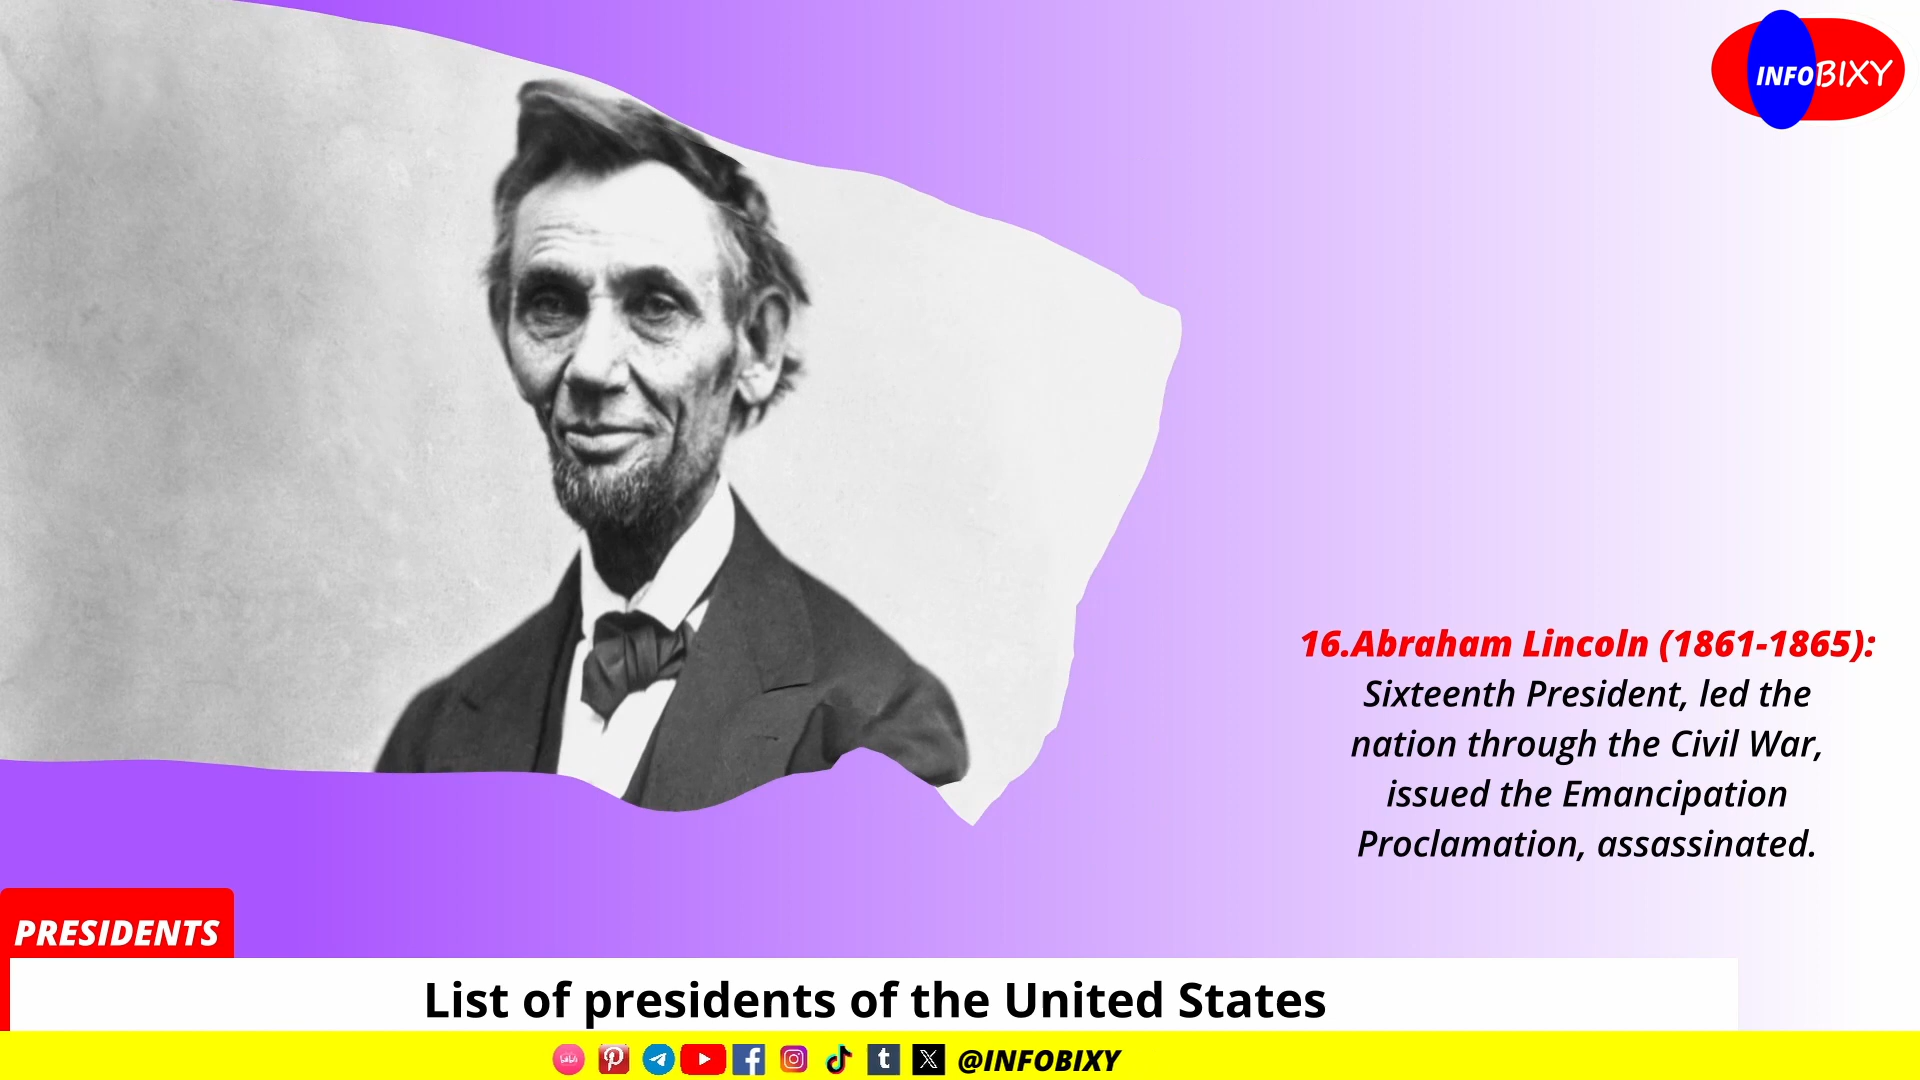 INFOBIXY
16.Abraham Lincoln (1861-1865):
Sixteenth President, led the
nation through the Civil War,
issued the Emancipation
Proclamation, assassinated.
PRESIDENTS
List of presidents of the United States
@INFOBIXY